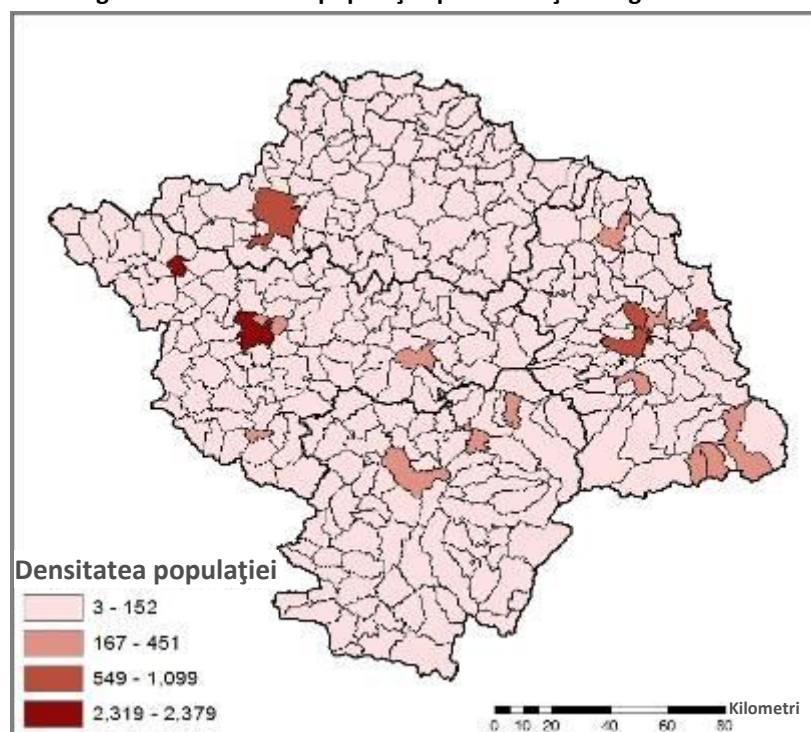 Densitatea populaţiei
3 - 152
167 - 451
549 - 1,099
2,319 - 2,379
Kilometri
0 10 20 40 60 80